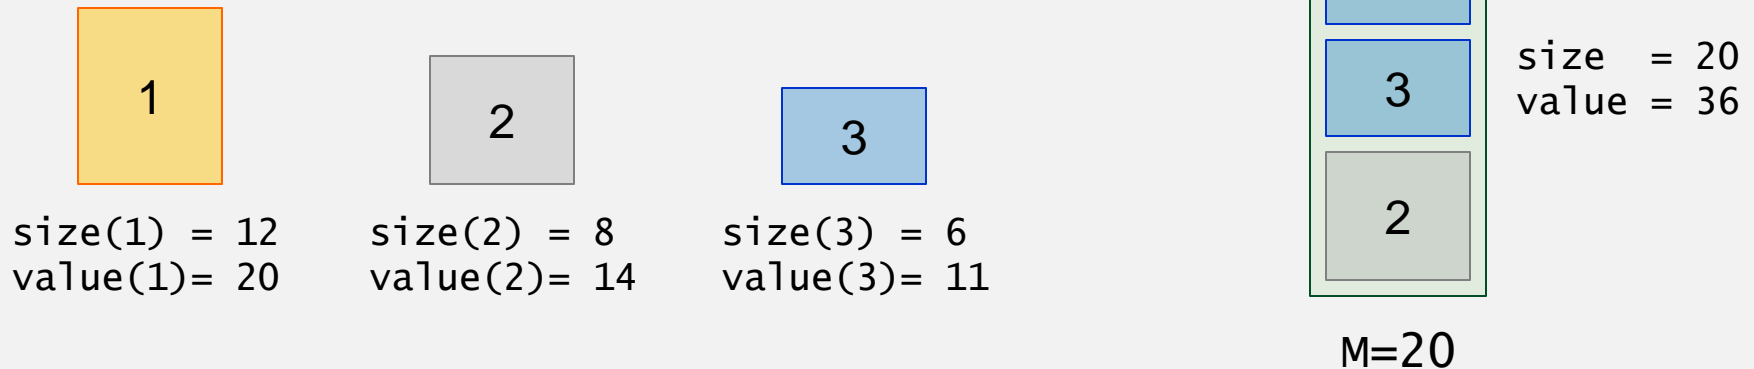 1
size(1) = 12
value(1)= 20
2
size(2) = 8
value(2)= 14
3
size(3) = 6
value(3)= 11
3
2
M=20
size = 20
value = 36